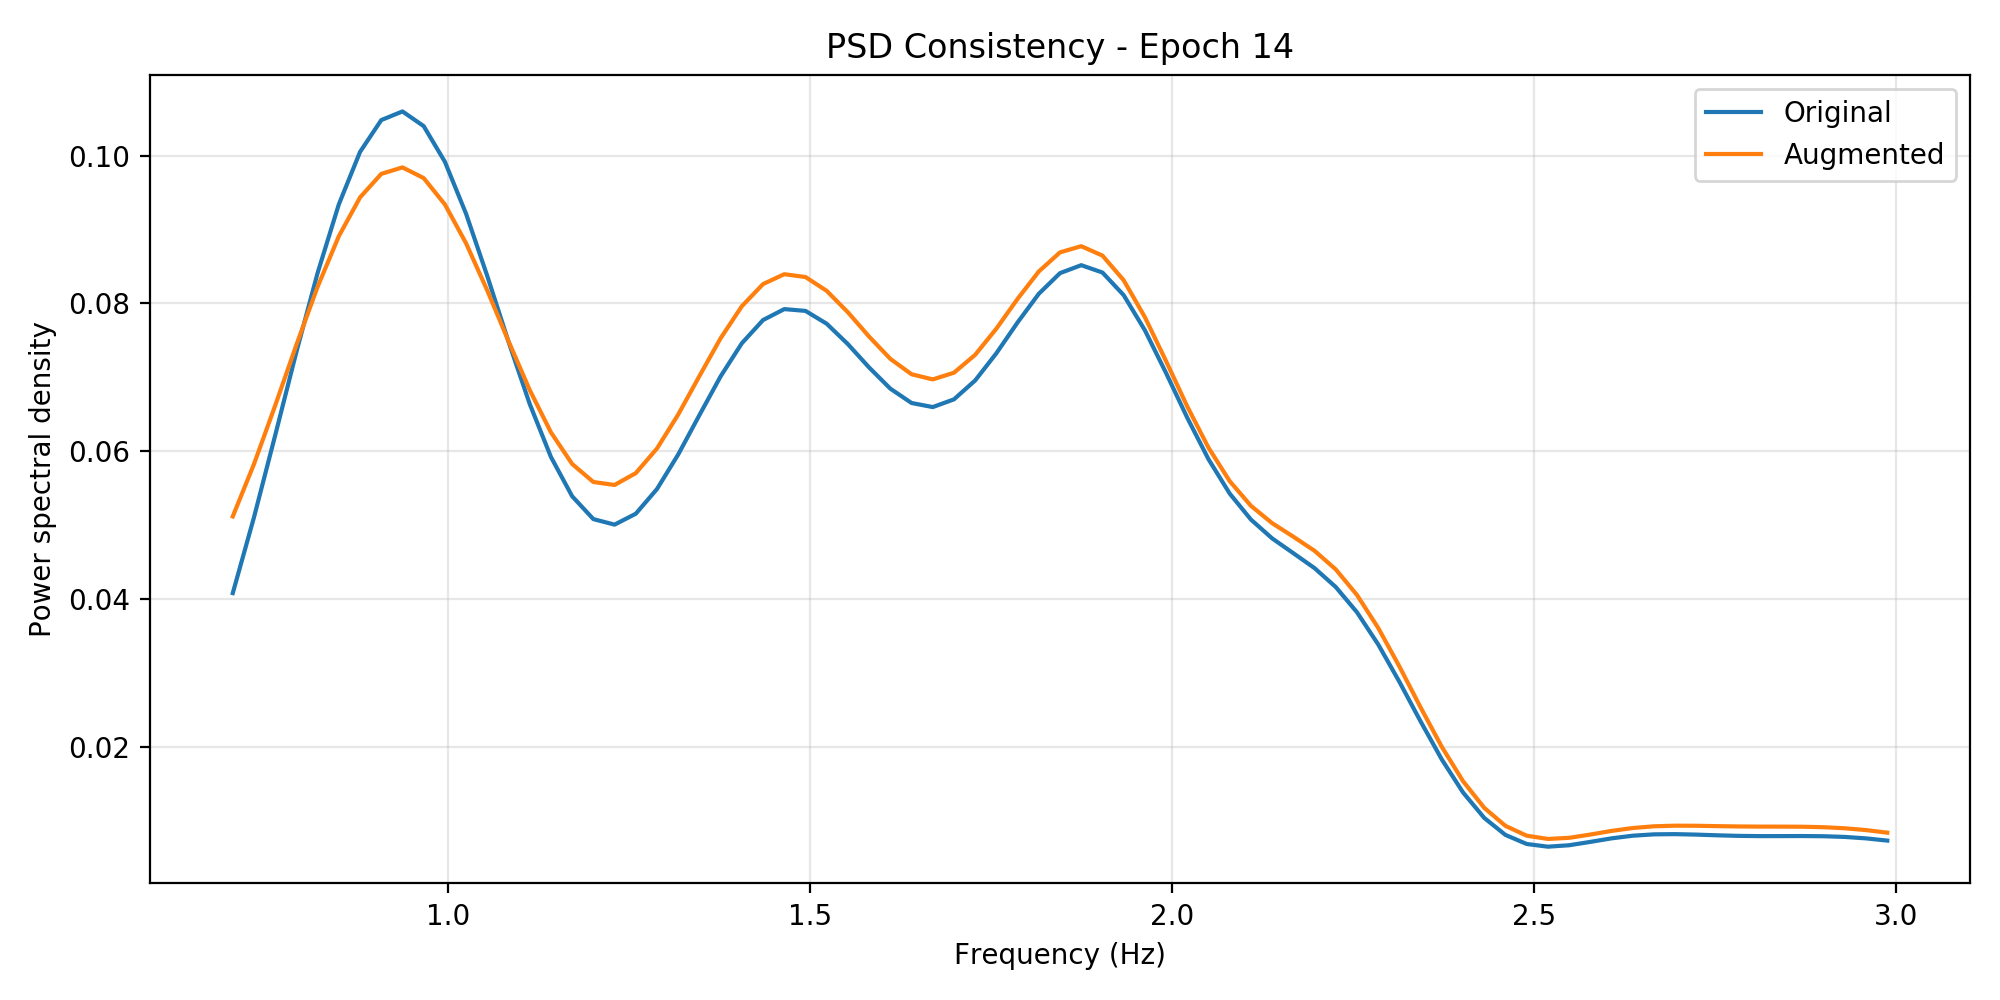 PSD Consistency - Epoch 14
Original
Augmented
Power spectral density
0.10
0.08
0.06
0.04
0.02
1.0
1.5
2.0
2.5
3.0
Frequency (Hz)